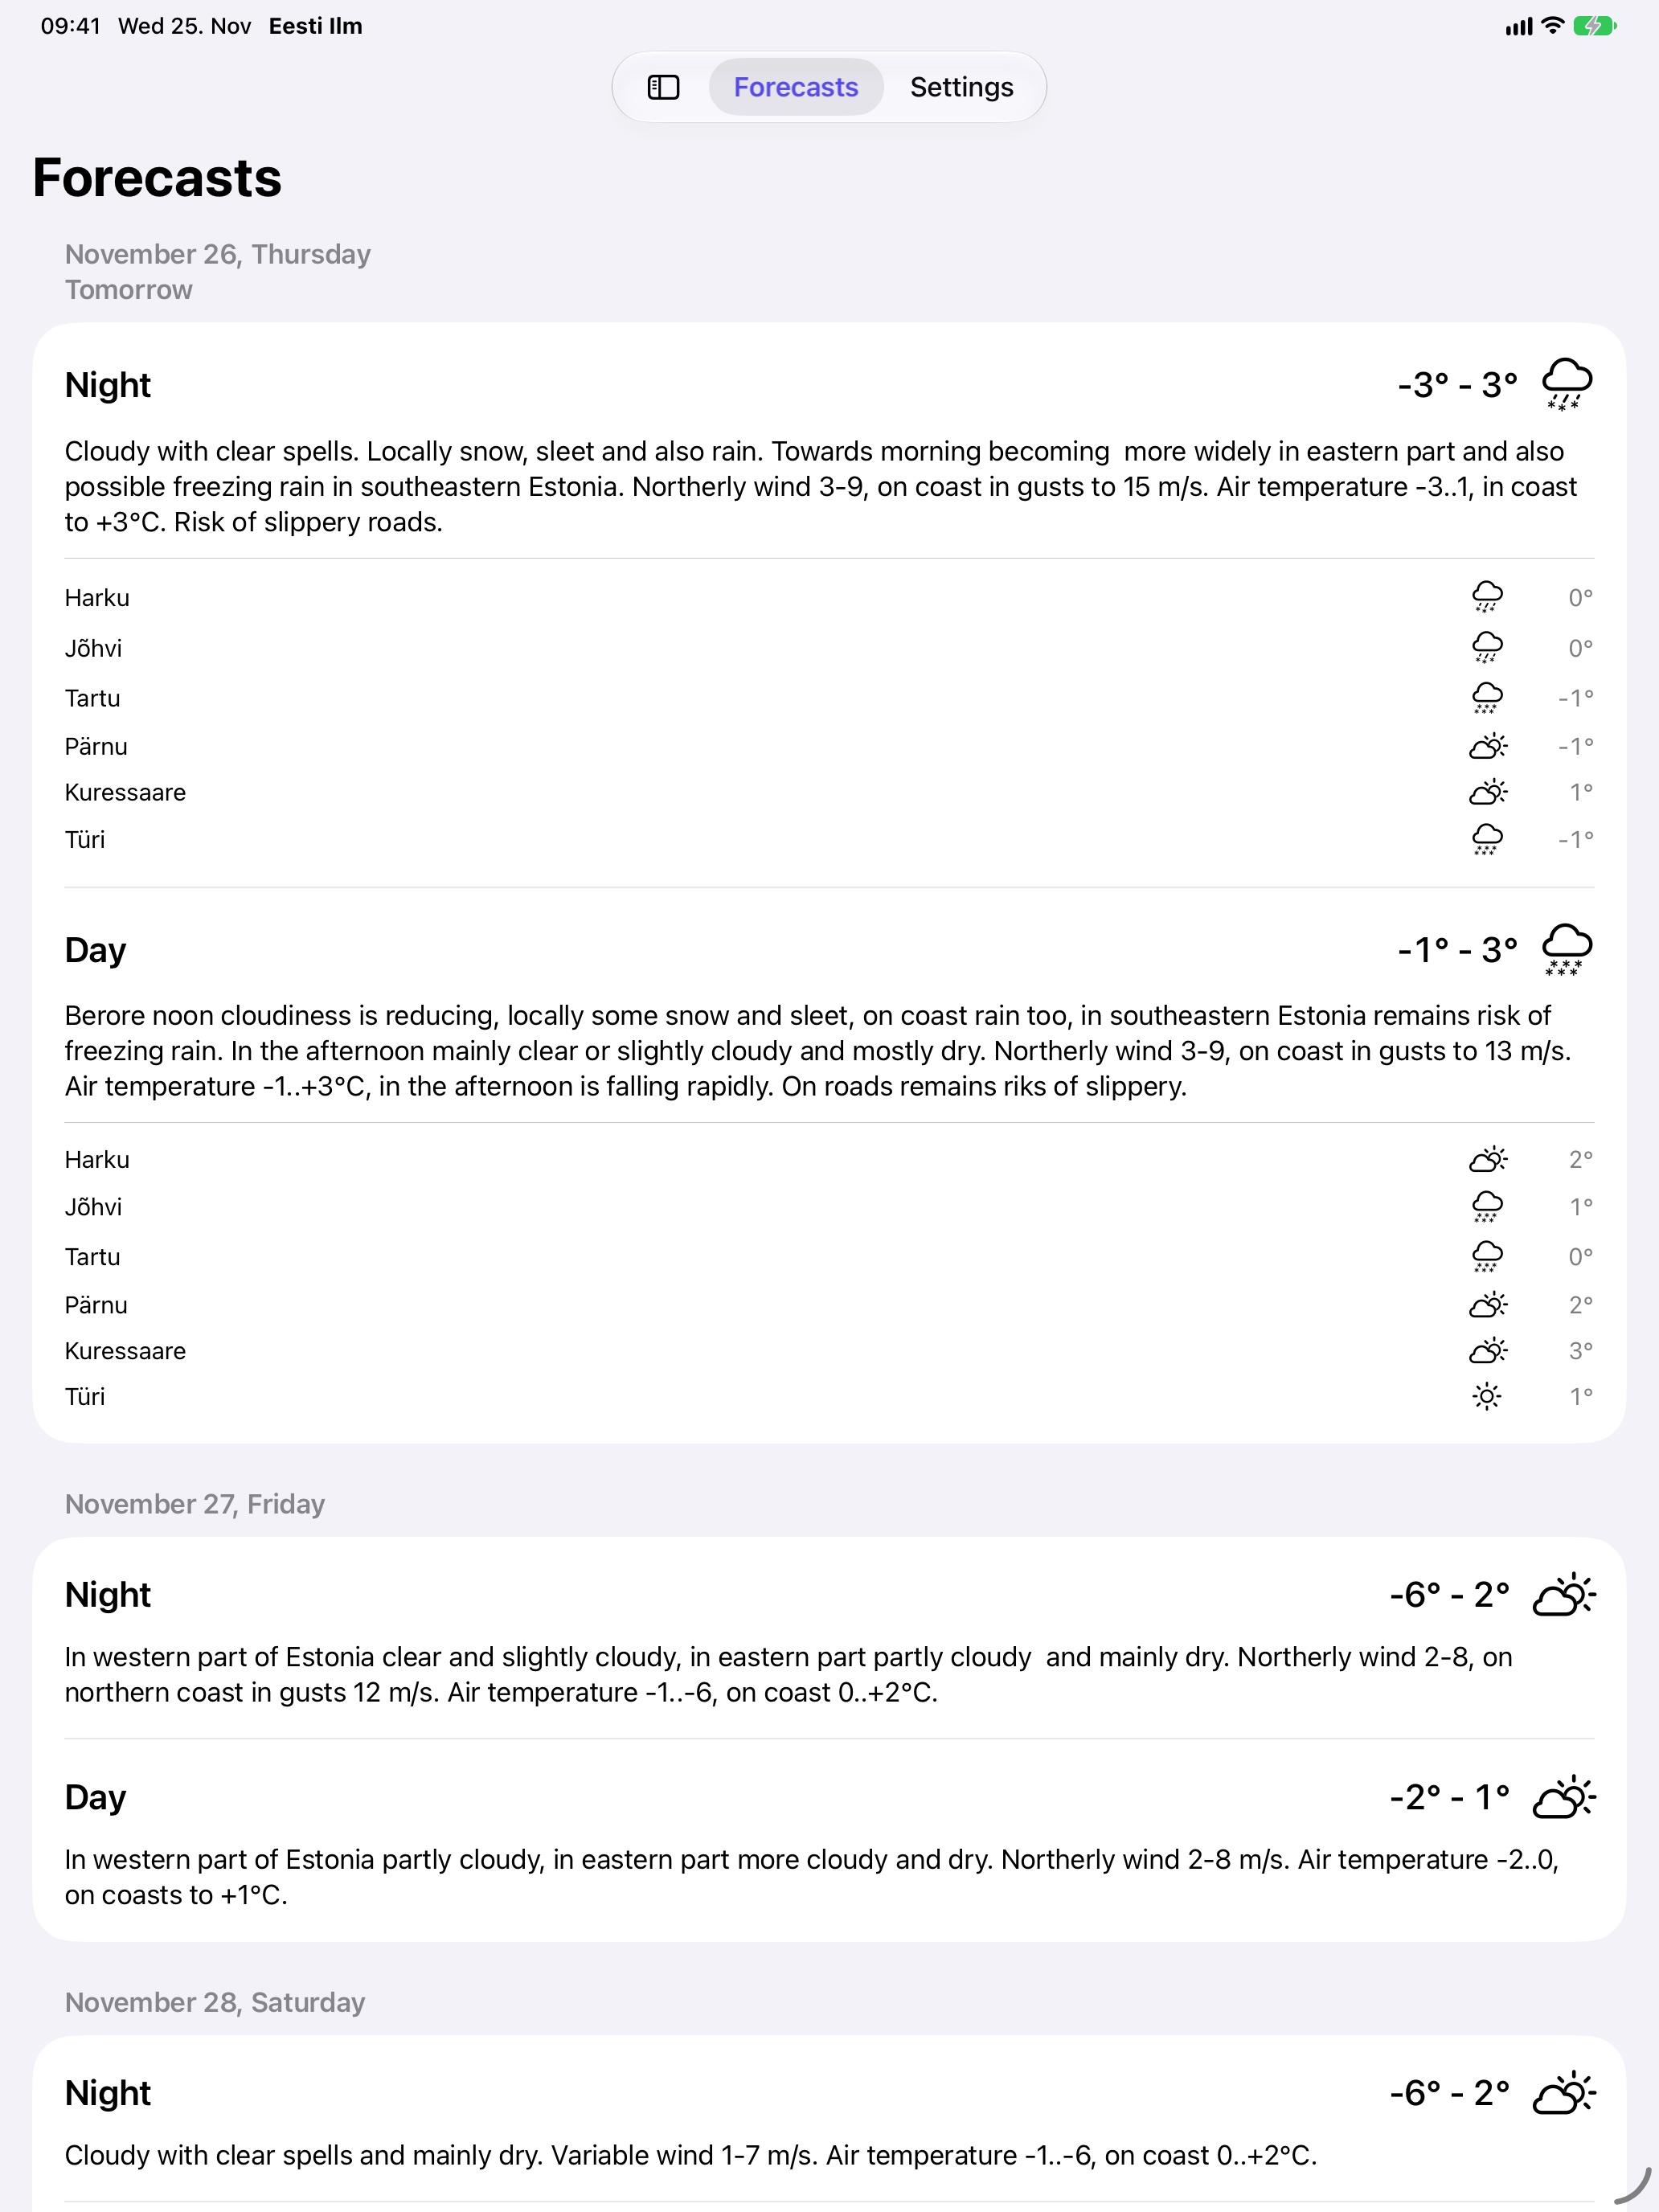 09:41 Wed 25. Nov Eesti Ilm
Forecasts Settings
Forecasts
November 26, Thursday
Tomorrow
Night -3° - 3°
Cloudy with clear spells. Locally snow, sleet and also rain. Towards morning becoming  more widely in eastern part and also
possible freezing rain in southeastern Estonia. Northerly wind 3-9, on coast in gusts to 15 m/s. Air temperature -3..1, in coast
to +3°C. Risk of slippery roads.
Harku 0°
Jõhvi 0°
Tartu -1°
Pärnu -1°
Kuressaare 1°
Türi -1°
Day -1° - 3°
Berore noon cloudiness is reducing, locally some snow and sleet, on coast rain too, in southeastern Estonia remains risk of
freezing rain. In the afternoon mainly clear or slightly cloudy and mostly dry. Northerly wind 3-9, on coast in gusts to 13 m/s.
Air temperature -1..+3°C, in the afternoon is falling rapidly. On roads remains riks of slippery.
Harku 2°
Jõhvi 1°
Tartu 0°
Pärnu 2°
Kuressaare 3°
Türi 1°
November 27, Friday
Night -6° - 2°
In western part of Estonia clear and slightly cloudy, in eastern part partly cloudy  and mainly dry. Northerly wind 2-8, on
northern coast in gusts 12 m/s. Air temperature -1..-6, on coast 0..+2°C.
Day -2° - 1°
In western part of Estonia partly cloudy, in eastern part more cloudy and dry. Northerly wind 2-8 m/s. Air temperature -2..0,
on coasts to +1°C.
November 28, Saturday
Night -6° - 2°
Cloudy with clear spells and mainly dry. Variable wind 1-7 m/s. Air temperature -1..-6, on coast 0..+2°C.